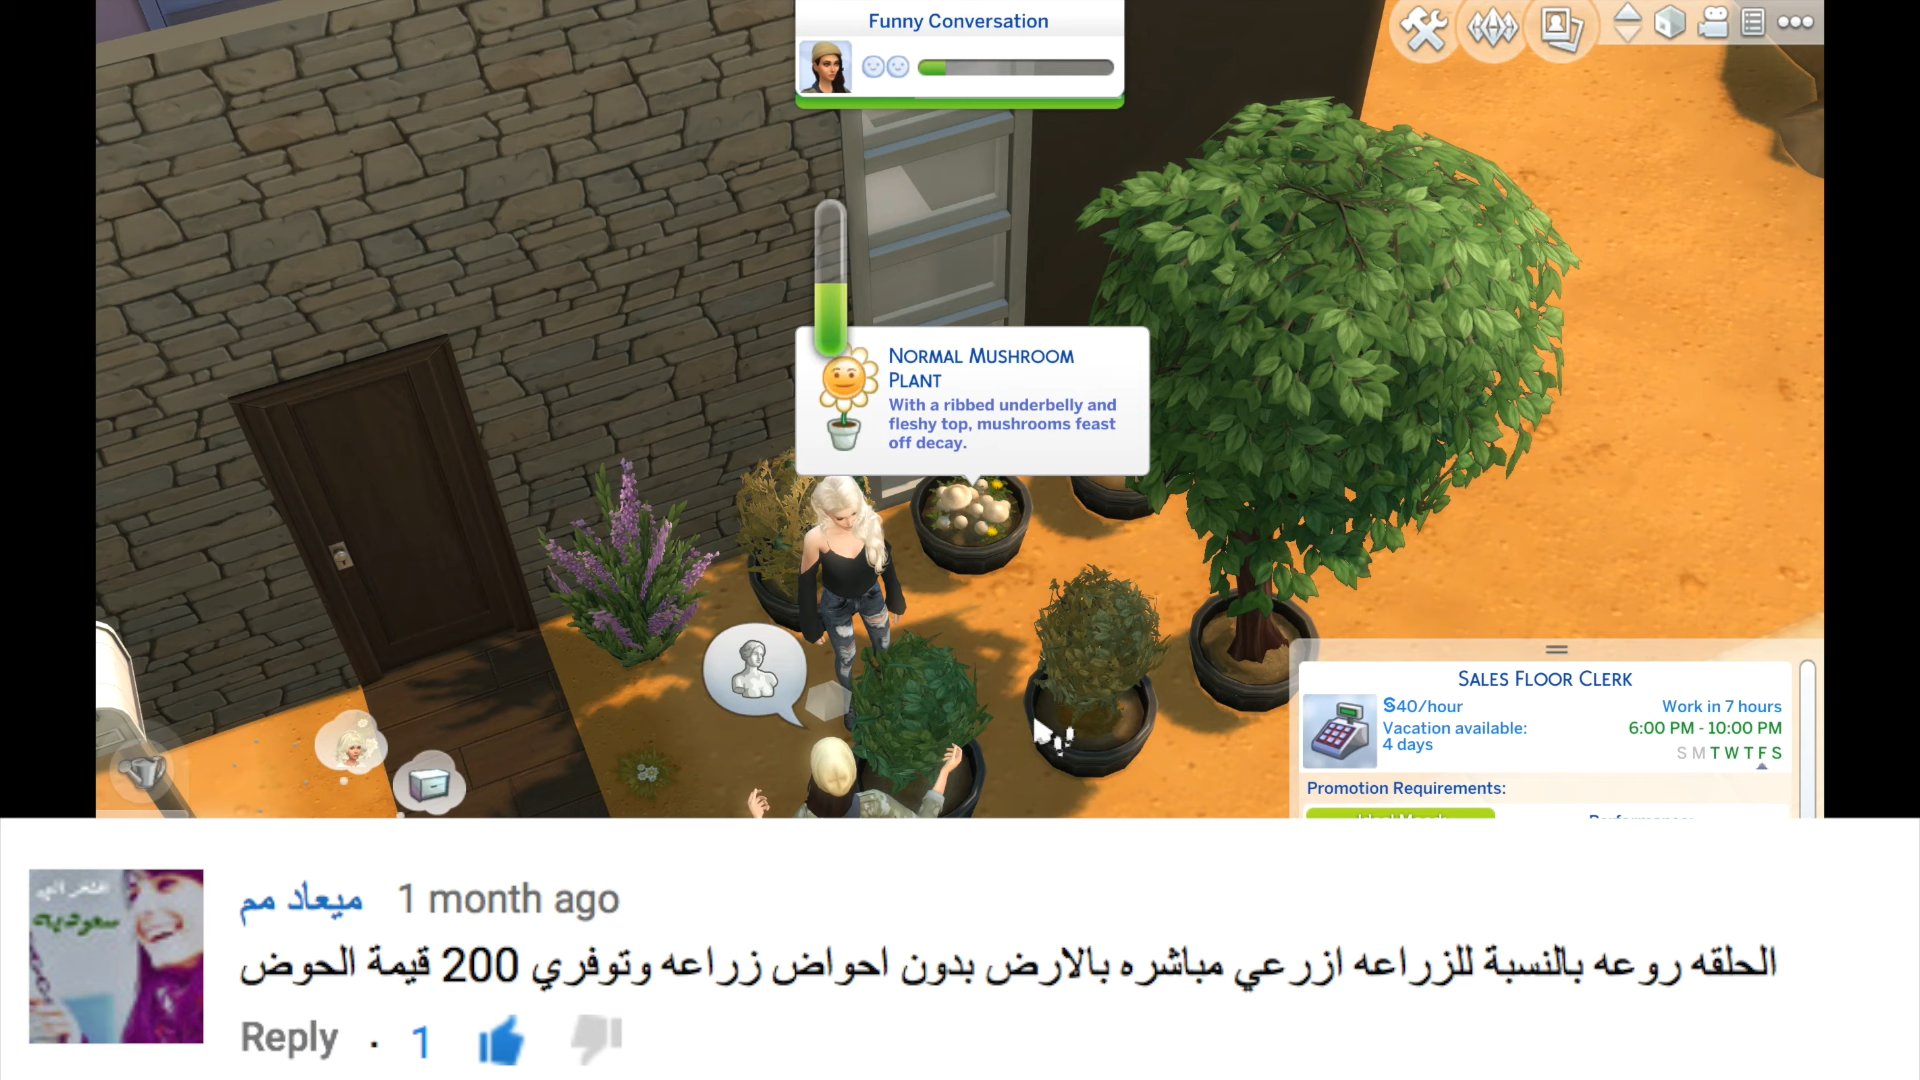 Funny Conversation
NORMAL MUSHROOM
PLANT
With a ribbed underbelly and
fleshy top, mushrooms feast
off decay.
SALES FLOOR CLERK
§40/hour
Work in 7 hours
Vacation available:
4 days
6:00 PM - 10:00 PM
S M T W T F S
Promotion Requirements:
ميعاد مم 1 month ago
الحلقه روعه بالنسبة للزراعه ازرعي مباشره بالارض بدون احواض زراعه وتوفري 200 قيمة الحوض
Reply · 1
سعوديه